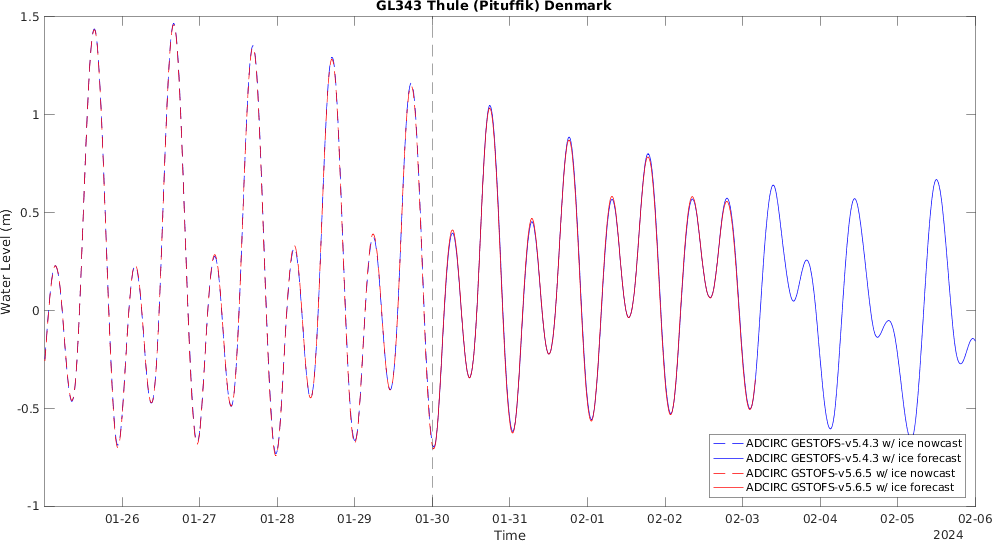 GL343 Thule (Pituffik) Denmark
Water Level (m)
1.5
1
0.5
0
-0.5
-1
01-26 01-27 01-28 01-29 01-30 01-31 02-01 02-02 02-03 02-04 02-05 02-06
Time
2024
ADCIRC GESTOFS-v5.4.3 w/ ice nowcast
ADCIRC GESTOFS-v5.4.3 w/ ice forecast
ADCIRC GSTOFS-v5.6.5 w/ ice nowcast
ADCIRC GSTOFS-v5.6.5 w/ ice forecast